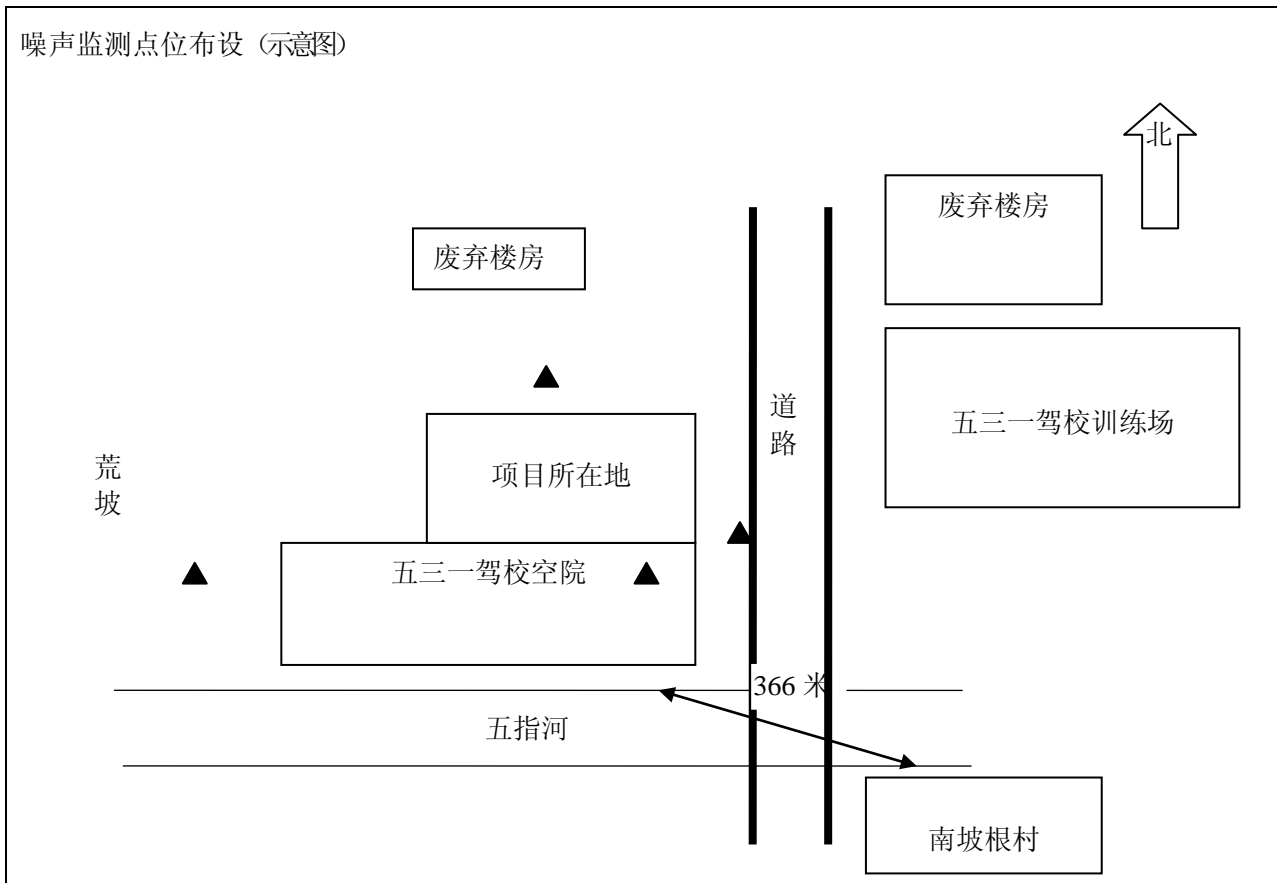 噪声监测点位布设（示意图）
北
废弃楼房
废弃楼房
道
路
五三一驾校训练场
荒
坡
项目所在地
五三一驾校空院
366 米
五指河
南坡根村